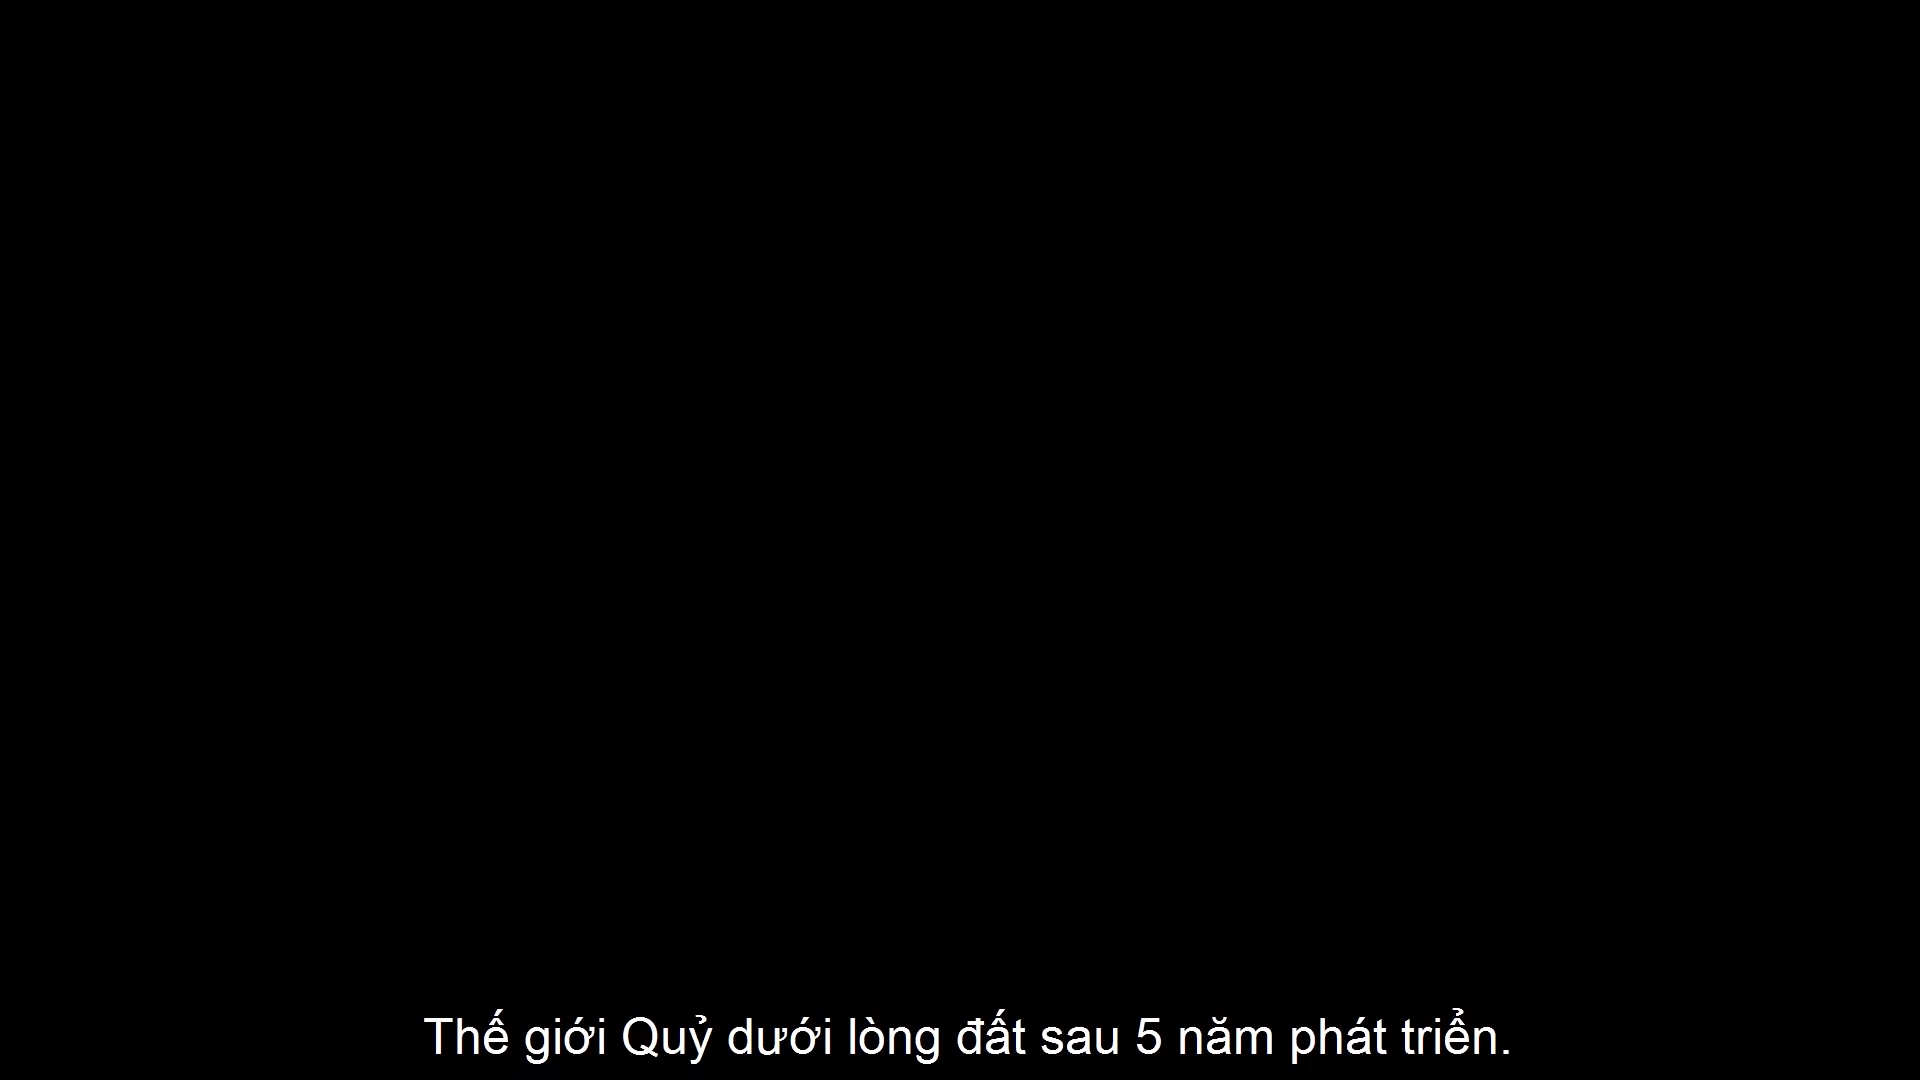 Thế giới Quỷ dưới lòng đất sau 5 năm phát triển.